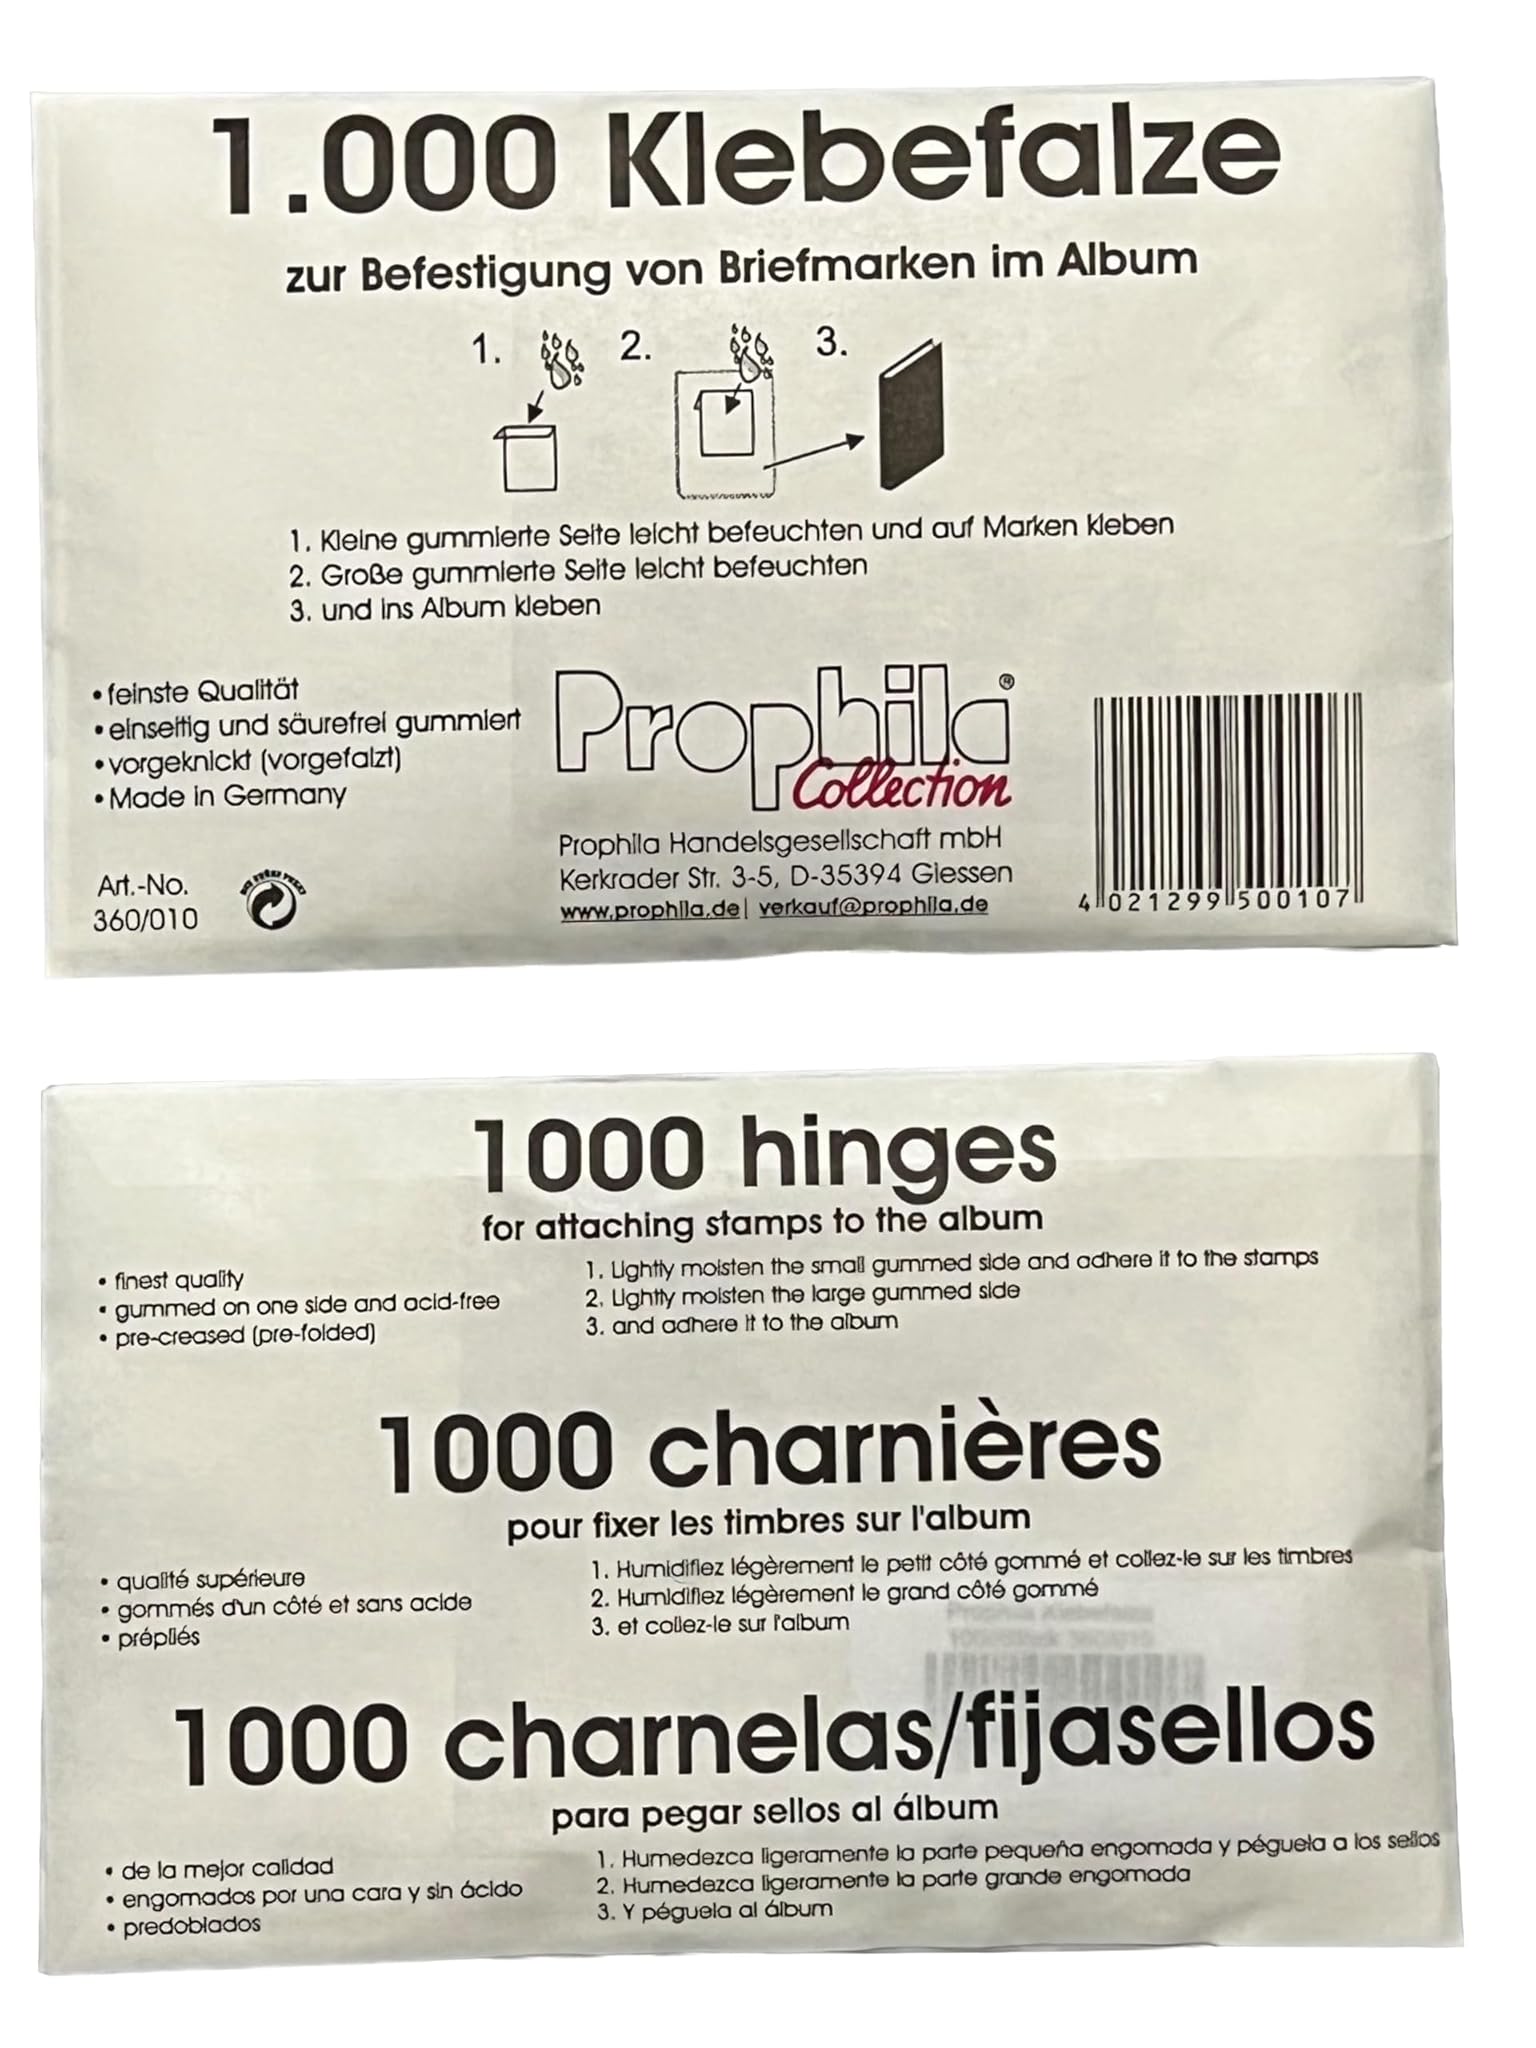 1.000 Klebefalze
zur Befestigung von Briefmarken im Album
1. 2. 3.
1. Kleine gummierte Seite leicht befeuchten und auf Marken kleben
2. Große gummierte Seite leicht befeuchten
3. und ins Album kleben
• feinste Qualität
• einseitig und säurefrei gummiert
• vorgeknickt (vorgefalzt)
• Made in Germany
Art.-No.
360/010
Prophila®
Collection
Prophila Handelsgesellschaft mbH
Kerkrader Str. 3-5, D-35394 Giessen
www.prophila.de| verkauf@prophila.de
4 021299 500107
1000 hinges
for attaching stamps to the album
• finest quality
• gummed on one side and acid-free
• pre-creased (pre-folded)
1. Lightly moisten the small gummed side and adhere it to the stamps
2. Lightly moisten the large gummed side
3. and adhere it to the album
1000 charnières
pour fixer les timbres sur l'album
• qualité supérieure
• gommés d'un côté et sans acide
• prépliés
1. Humidifiez légèrement le petit côté gommé et collez-le sur les timbres
2. Humidifiez légèrement le grand côté gommé
3. et collez-le sur l'album
1000 charnelas/fijasellos
para pegar sellos al álbum
• de la mejor calidad
• engomados por una cara y sin ácido
• predoblados
1. Humedezca ligeramente la parte pequeña engomada y péguela a los sellos
2. Humedezca ligeramente la parte grande engomada
3. Y péguela al álbum